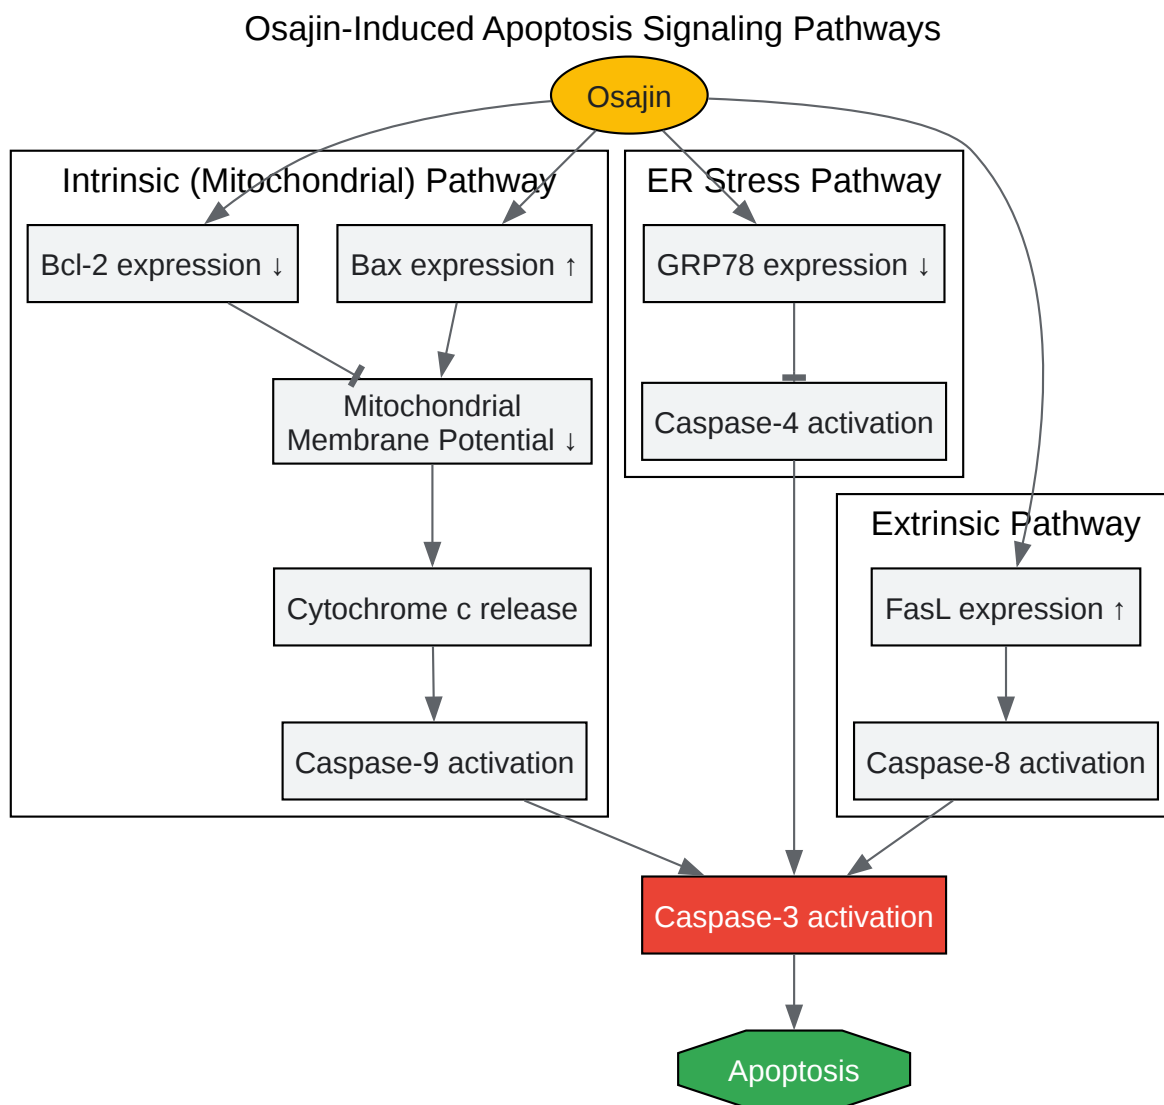 Osajin-Induced Apoptosis Signaling Pathways
Osajin
Intrinsic (Mitochondrial) Pathway
ER Stress Pathway
Bcl-2 expression ↓
Bax expression ↑
GRP78 expression ↓
Mitochondrial
Membrane Potential ↓
Caspase-4 activation
Extrinsic Pathway
Cytochrome c release
FasL expression ↑
Caspase-9 activation
Caspase-8 activation
Caspase-3 activation
Apoptosis